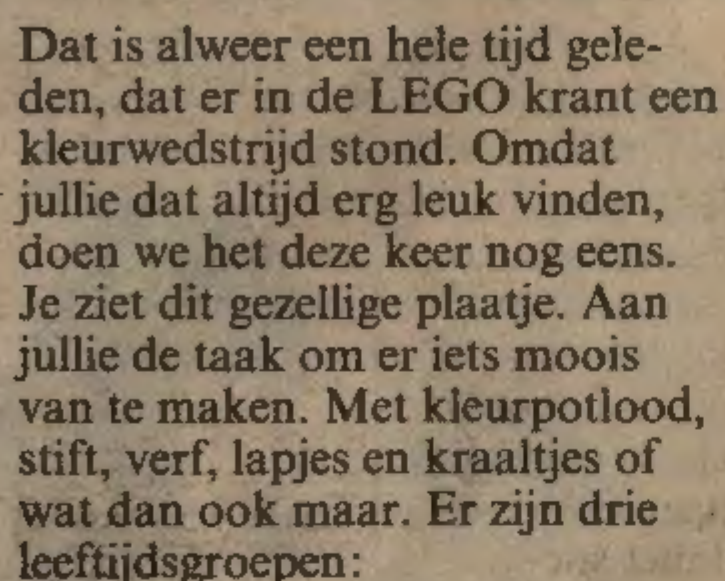 Dat is alweer een hele tijd gele-
den, dat er in de LEGO krant een
kleurwedstrijd stond. Omdat
jullie dat altijd erg leuk vinden,
doen we het deze keer nog eens.
Je ziet dit gezellige plaatje. Aan
jullie de taak om er iets moois
van te maken. Met kleurpotlood,
stift, verf, lapjes en kraaltjes of
wat dan ook maar. Er zijn drie
leeftijdsgroepen: